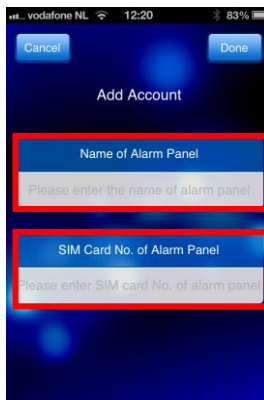 vodafone NL 12:20 83%
Cancel Done
Add Account
Name of Alarm Panel
Please enter the name of alarm panel
SIM Card No. of Alarm Panel
Please enter SIM card No. of alarm panel